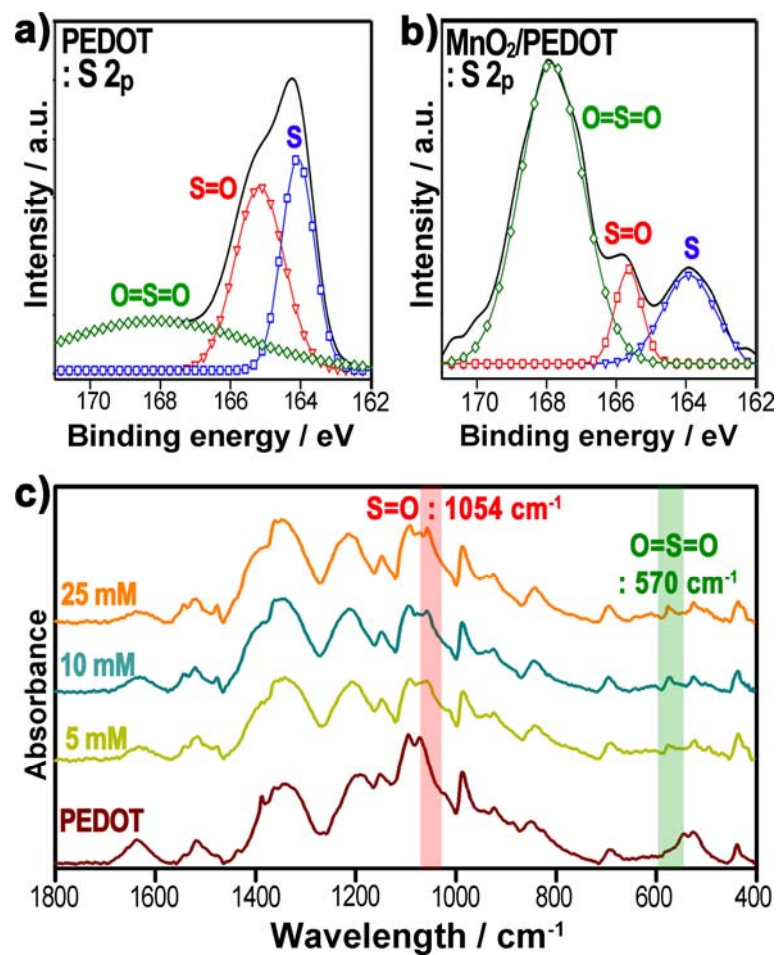 a)
PEDOT
: S 2p
S
S=O
O=S=O
Intensity / a.u.
170 168 166 164 162
Binding energy / eV
b)
MnO₂/PEDOT
: S 2p
O=S=O
S=O
S
Intensity / a.u.
170 168 166 164 162
Binding energy / eV
c)
S=O : 1054 cm⁻¹
O=S=O
: 570 cm⁻¹
25 mM
10 mM
5 mM
PEDOT
Absorbance
1800 1600 1400 1200 1000 800 600 400
Wavelength / cm⁻¹